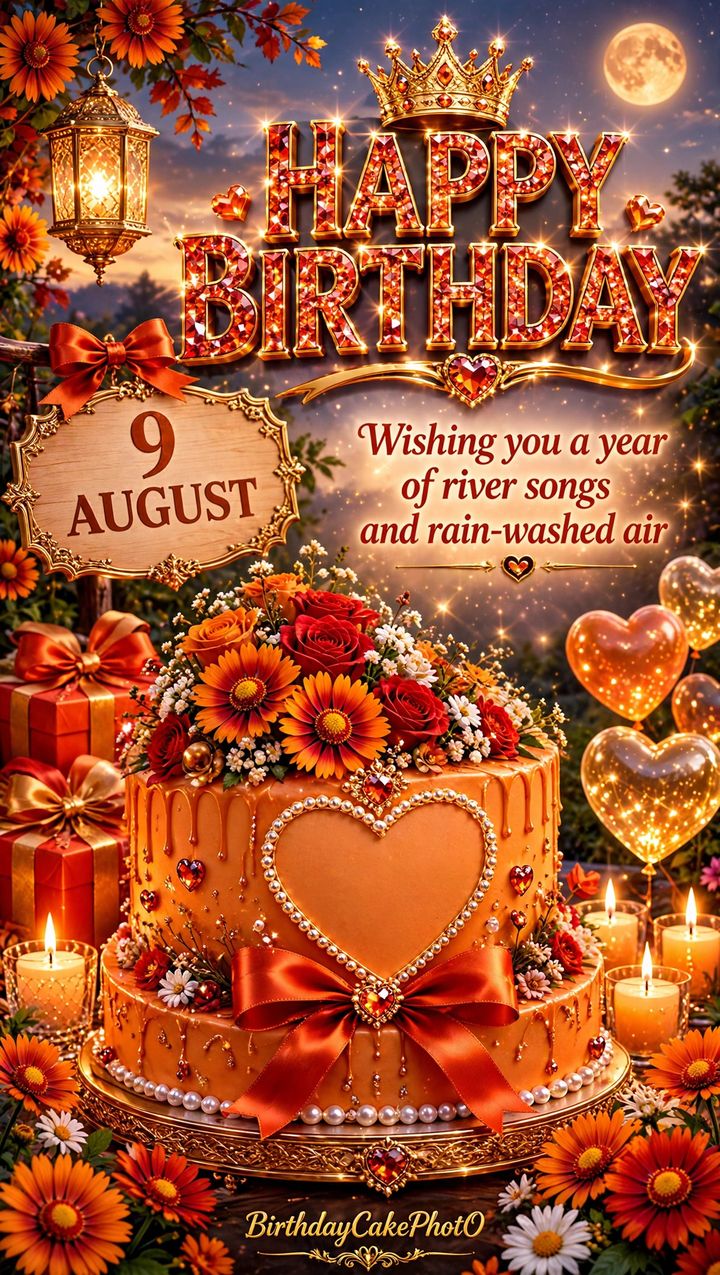 HAPPY
BIRTHDAY
9
AUGUST
Wishing you a year
of river songs
and rain-washed air
BirthdayCakePhotO